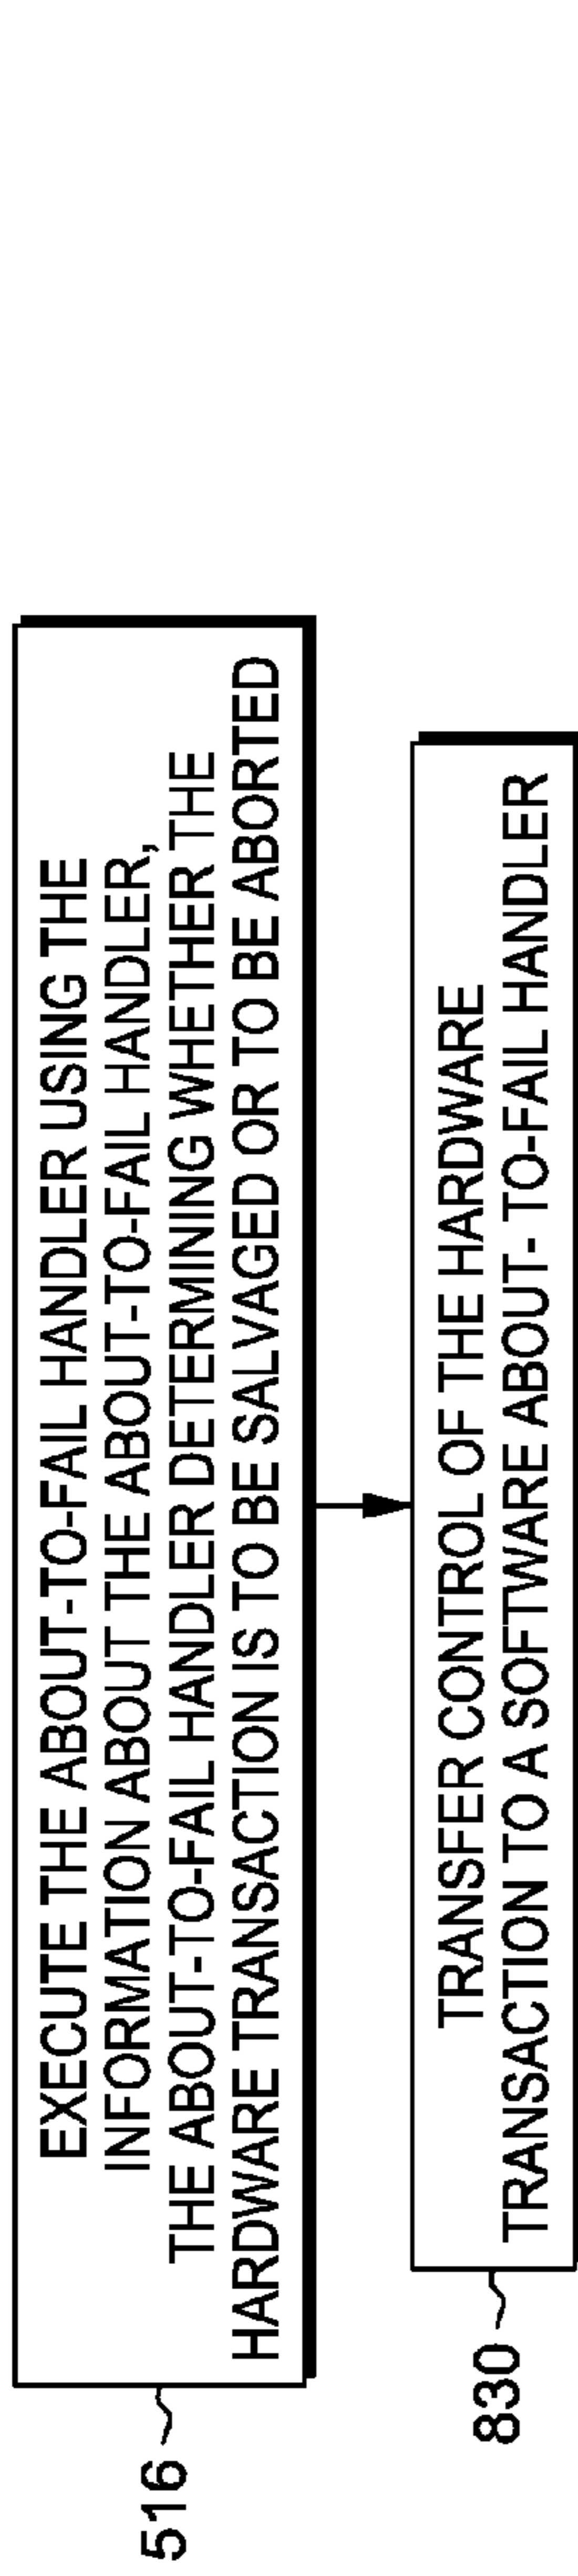 EXECUTE THE ABOUT-TO-FAIL HANDLER USING THE
INFORMATION ABOUT THE ABOUT-TO-FAIL HANDLER,
THE ABOUT-TO-FAIL HANDLER DETERMINING WHETHER THE
HARDWARE TRANSACTION IS TO BE SALVAGED OR TO BE ABORTED
516
TRANSFER CONTROL OF THE HARDWARE
TRANSACTION TO A SOFTWARE ABOUT- TO-FAIL HANDLER
830